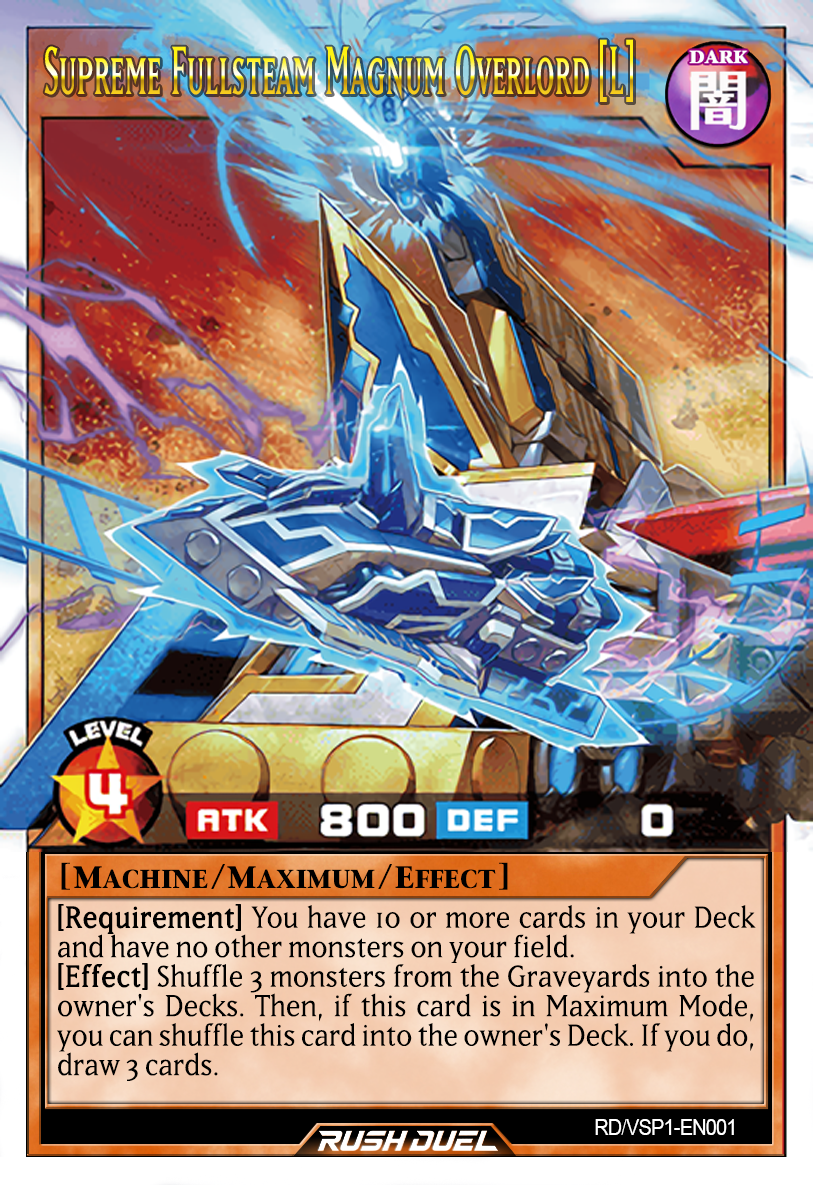 Supreme Fullsteam Magnum Overlord [L]
DARK
闇
LEVEL
4
ATK 800 DEF 0
[Machine/Maximum/Effect]
[Requirement] You have 10 or more cards in your Deck
and have no other monsters on your field.
[Effect] Shuffle 3 monsters from the Graveyards into the
owner's Decks. Then, if this card is in Maximum Mode,
you can shuffle this card into the owner's Deck. If you do,
draw 3 cards.
RUSH DUEL
RD/VSP1-EN001